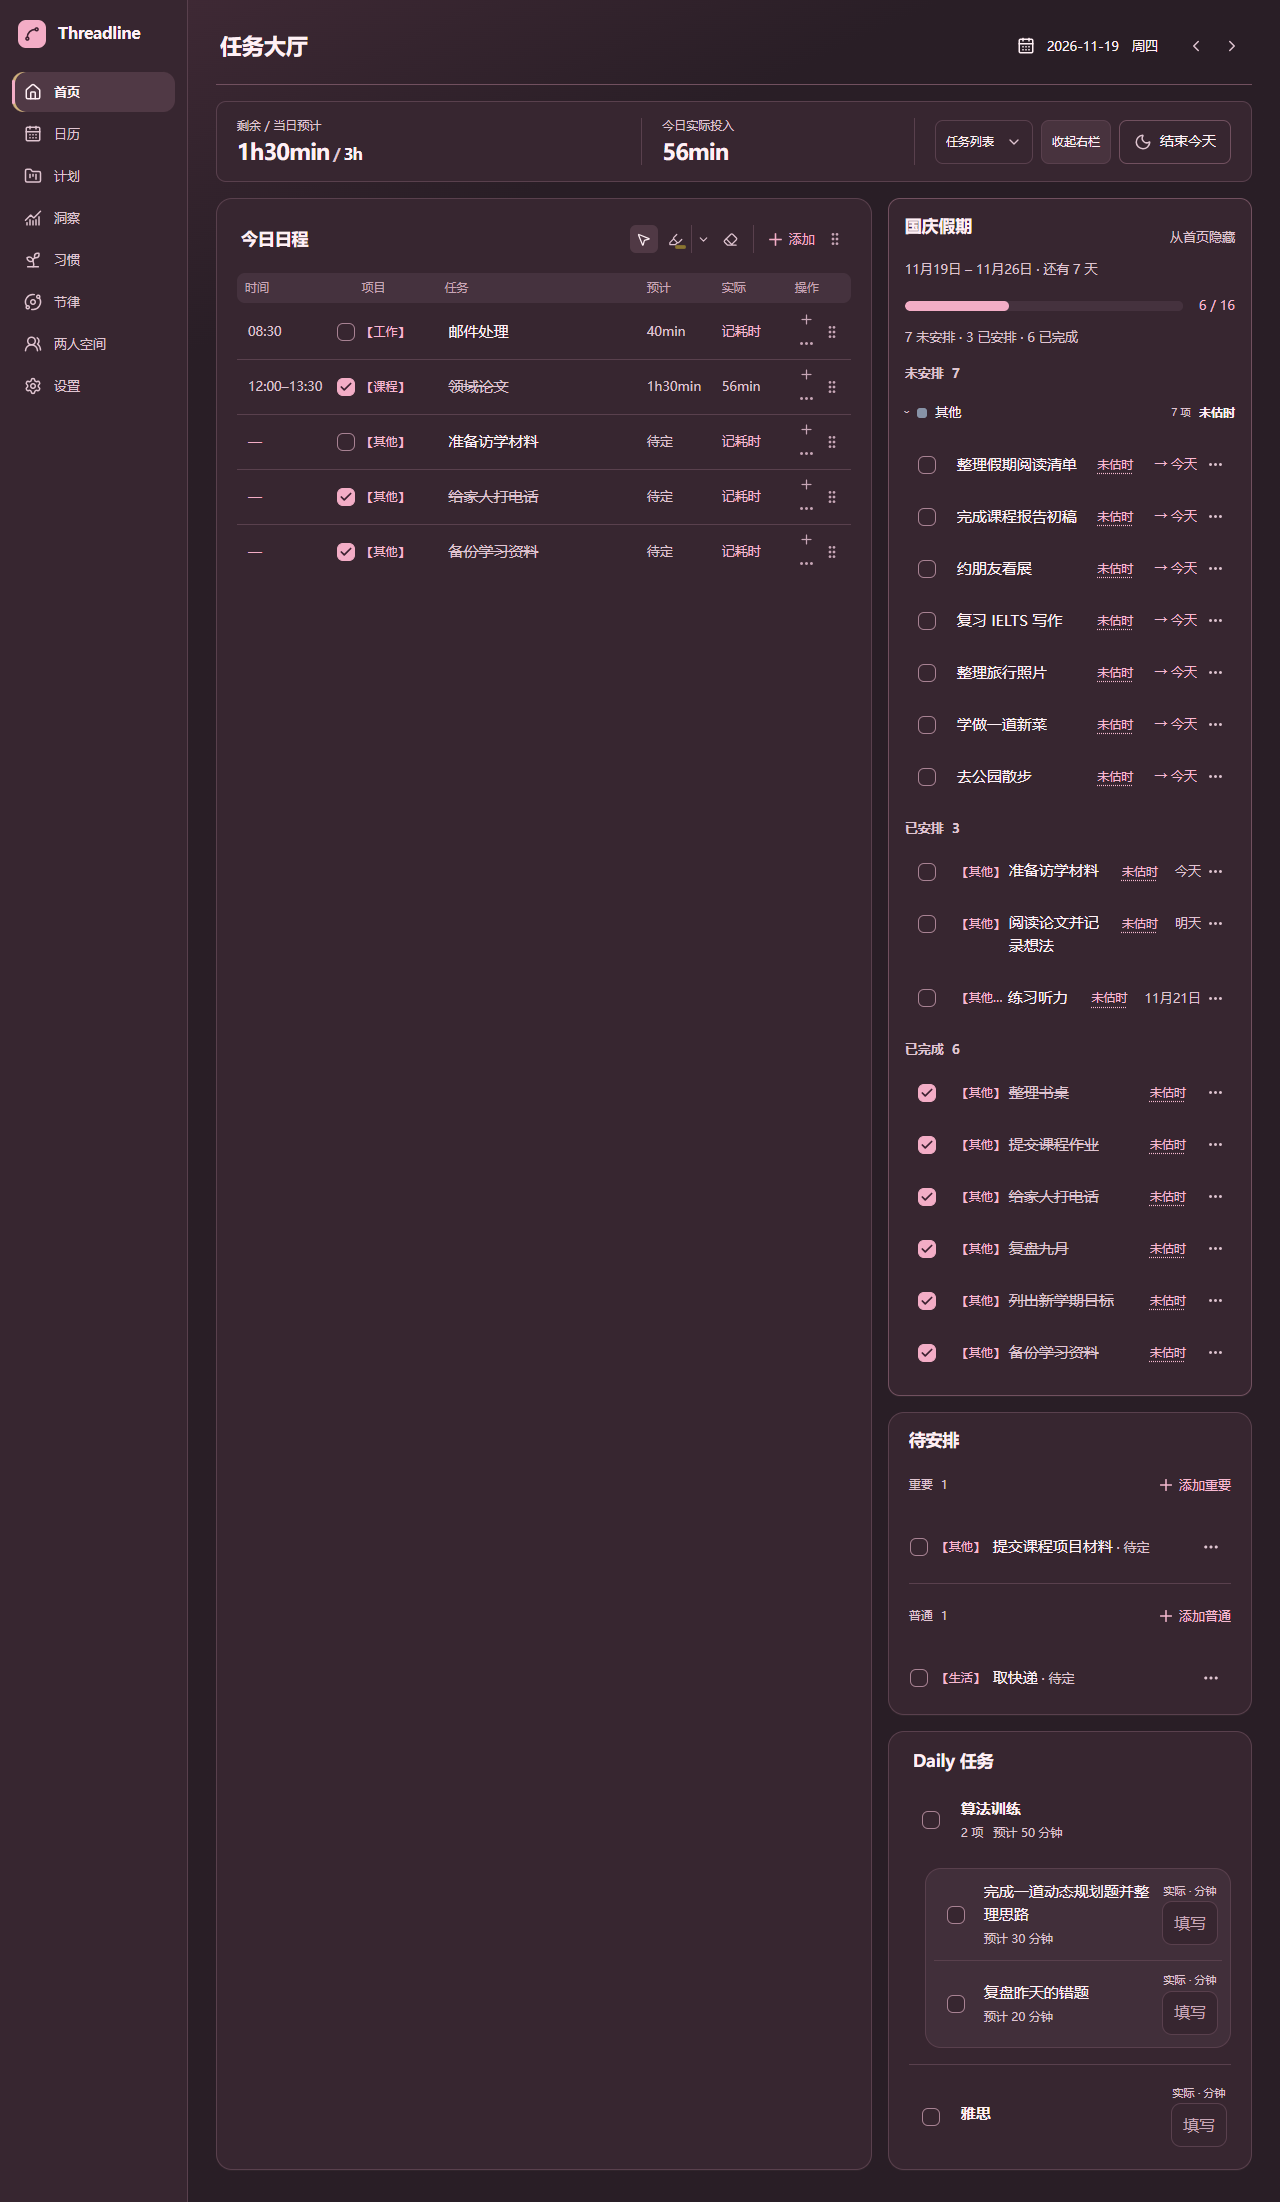 Threadline
首页
日历
计划
洞察
习惯
节律
两人空间
设置
任务大厅
2026-11-19 周四
剩余 / 当日预计
1h30min / 3h
今日实际投入
56min
任务列表
收起右栏
结束今天
今日日程
添加
时间 项目 任务 预计 实际 操作
08:30 【工作】 邮件处理 40min 记耗时
12:00–13:30 【课程】 领域论文 1h30min 56min
— 【其他】 准备访学材料 待定 记耗时
— 【其他】 给家人打电话 待定 记耗时
— 【其他】 备份学习资料 待定 记耗时
国庆假期
从首页隐藏
11月19日 – 11月26日 · 还有 7 天
6 / 16
7 未安排 · 3 已安排 · 6 已完成
未安排 7
其他 7 项 未估时
整理假期阅读清单 未估时 → 今天
完成课程报告初稿 未估时 → 今天
约朋友看展 未估时 → 今天
复习 IELTS 写作 未估时 → 今天
整理旅行照片 未估时 → 今天
学做一道新菜 未估时 → 今天
去公园散步 未估时 → 今天
已安排 3
【其他】 准备访学材料 未估时 今天
【其他】 阅读论文并记 未估时 明天
录想法
【其他... 练习听力 未估时 11月21日
已完成 6
【其他】 整理书桌 未估时
【其他】 提交课程作业 未估时
【其他】 给家人打电话 未估时
【其他】 复盘九月 未估时
【其他】 列出新学期目标 未估时
【其他】 备份学习资料 未估时
待安排
重要 1 添加重要
【其他】 提交课程项目材料 · 待定
普通 1 添加普通
【生活】 取快递 · 待定
Daily 任务
算法训练
2 项 预计 50 分钟
完成一道动态规划题并整
理思路
预计 30 分钟
实际 · 分钟
填写
复盘昨天的错题
预计 20 分钟
实际 · 分钟
填写
雅思
实际 · 分钟
填写